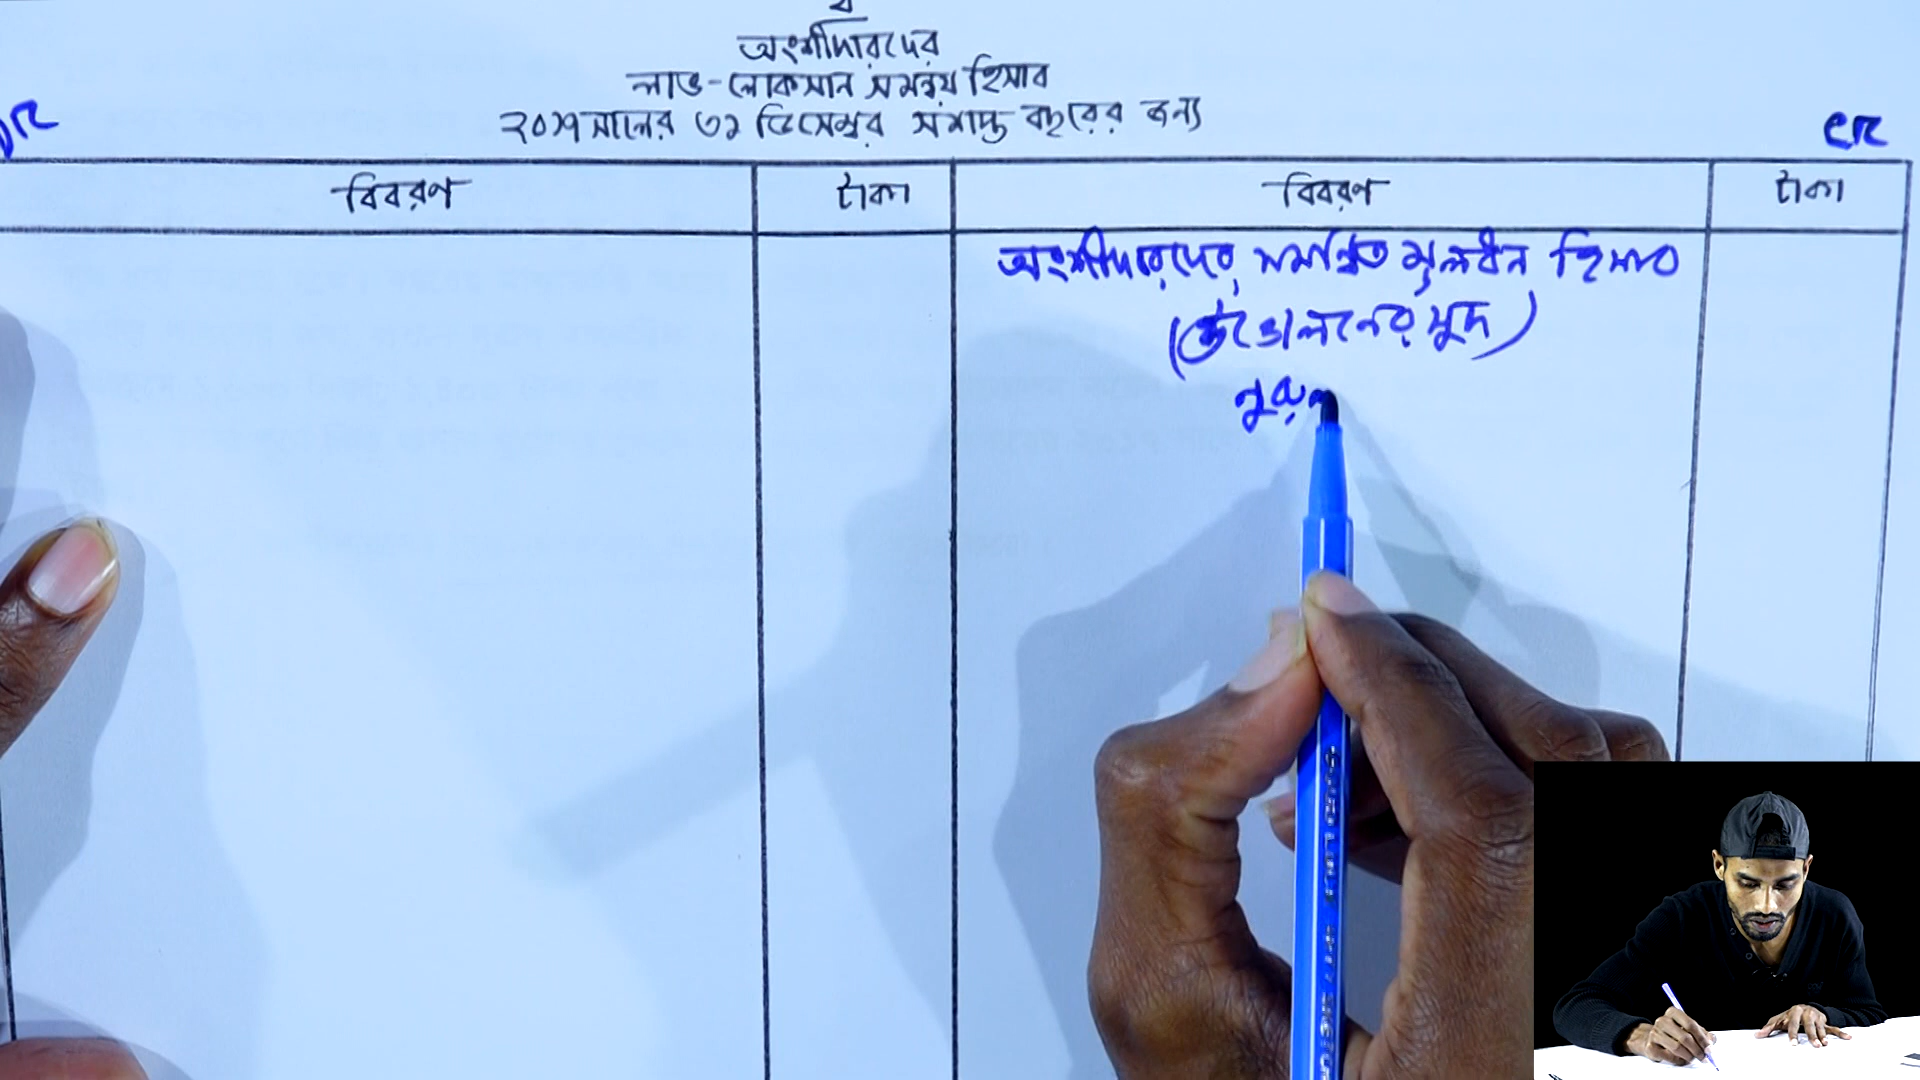 ব
অংশীদারদের
লাভ-লোকসান সমন্বয় হিসাব
২০১৭ সালের ৩১ ডিসেম্বর সমাপ্ত বছরের জন্য
Dr
Cr
বিবরণ টাকা বিবরণ টাকা
অংশীদারদের সমন্বিত মূলধন হিসাব
(উত্তোলনের সুদ)